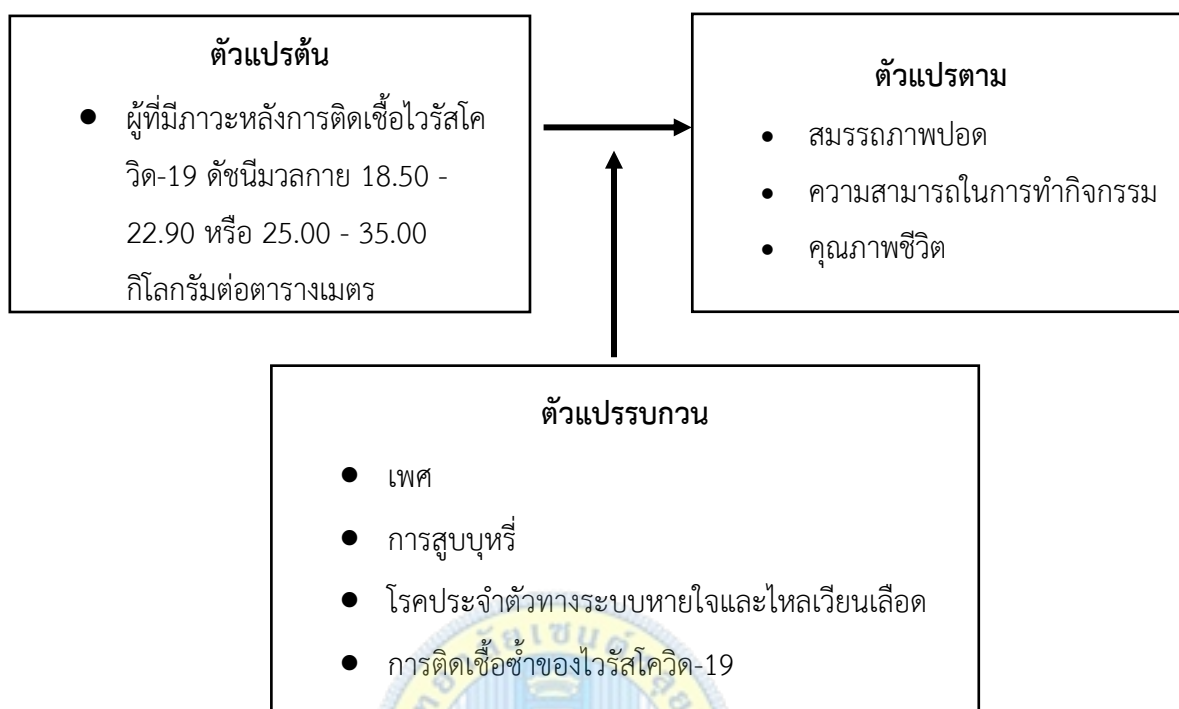 ตัวแปรต้น
● ผู้ที่มีภาวะหลังการติดเชื้อไวรัสโค
วิด-19 ดัชนีมวลกาย 18.50 -
22.90 หรือ 25.00 - 35.00
กิโลกรัมต่อตารางเมตร
ตัวแปรตาม
• สมรรถภาพปอด
• ความสามารถในการทำกิจกรรม
• คุณภาพชีวิต
ตัวแปรรบกวน
● เพศ
● การสูบบุหรี่
● โรคประจำตัวทางระบบหายใจและไหลเวียนเลือด
● การติดเชื้อซ้ำของไวรัสโควิด-19